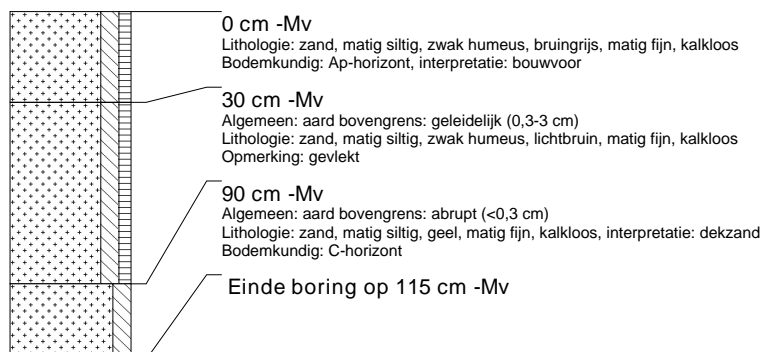 0 cm -Mv
Lithologie: zand, matig siltig, zwak humeus, bruingrijs, matig fijn, kalkloos
Bodemkundig: Ap-horizont, interpretatie: bouwvoor
30 cm -Mv
Algemeen: aard bovengrens: geleidelijk (0,3-3 cm)
Lithologie: zand, matig siltig, zwak humeus, lichtbruin, matig fijn, kalkloos
Opmerking: gevlekt
90 cm -Mv
Algemeen: aard bovengrens: abrupt (<0,3 cm)
Lithologie: zand, matig siltig, geel, matig fijn, kalkloos, interpretatie: dekzand
Bodemkundig: C-horizont
Einde boring op 115 cm -Mv